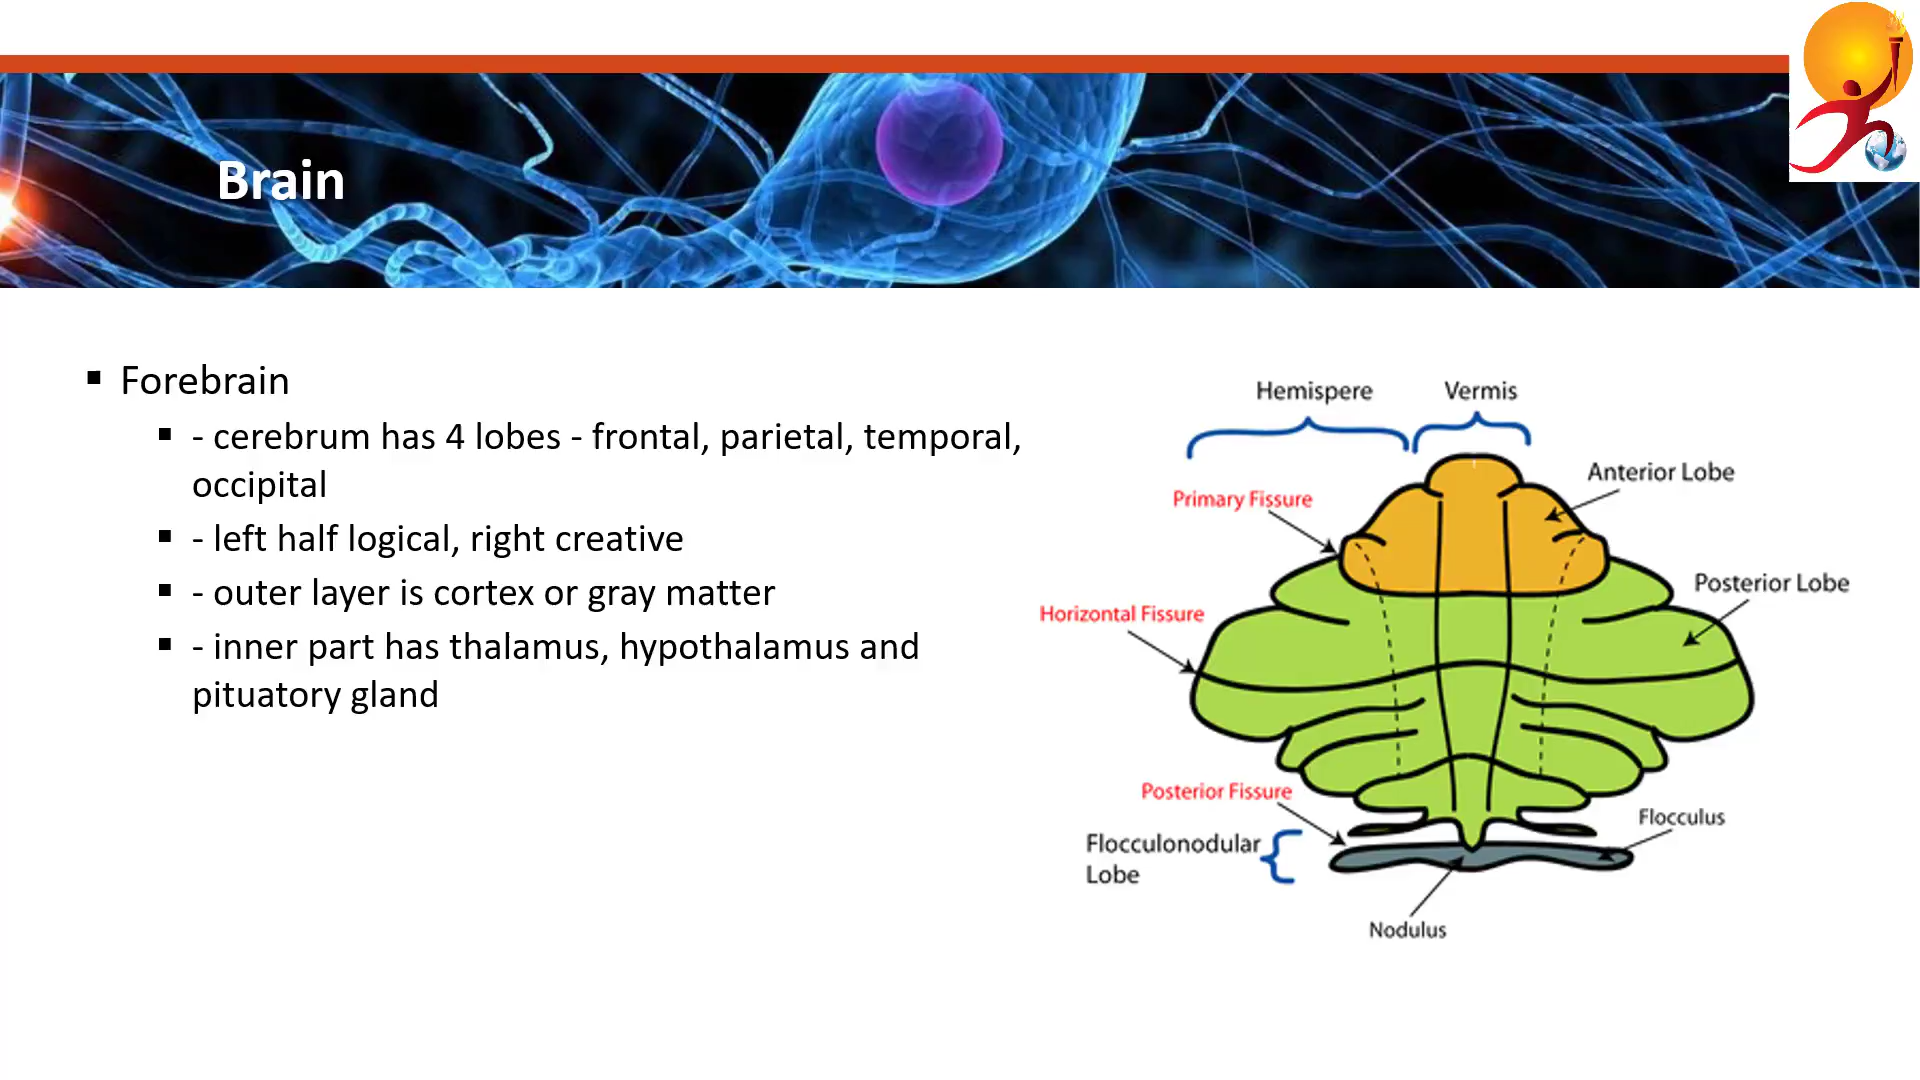 Brain
▪ Forebrain
▪ - cerebrum has 4 lobes - frontal, parietal, temporal,
occipital
▪ - left half logical, right creative
▪ - outer layer is cortex or gray matter
▪ - inner part has thalamus, hypothalamus and
pituatory gland
Hemispere
Vermis
Anterior Lobe
Primary Fissure
Posterior Lobe
Horizontal Fissure
Posterior Fissure
Flocculus
Flocculonodular
Lobe
Nodulus